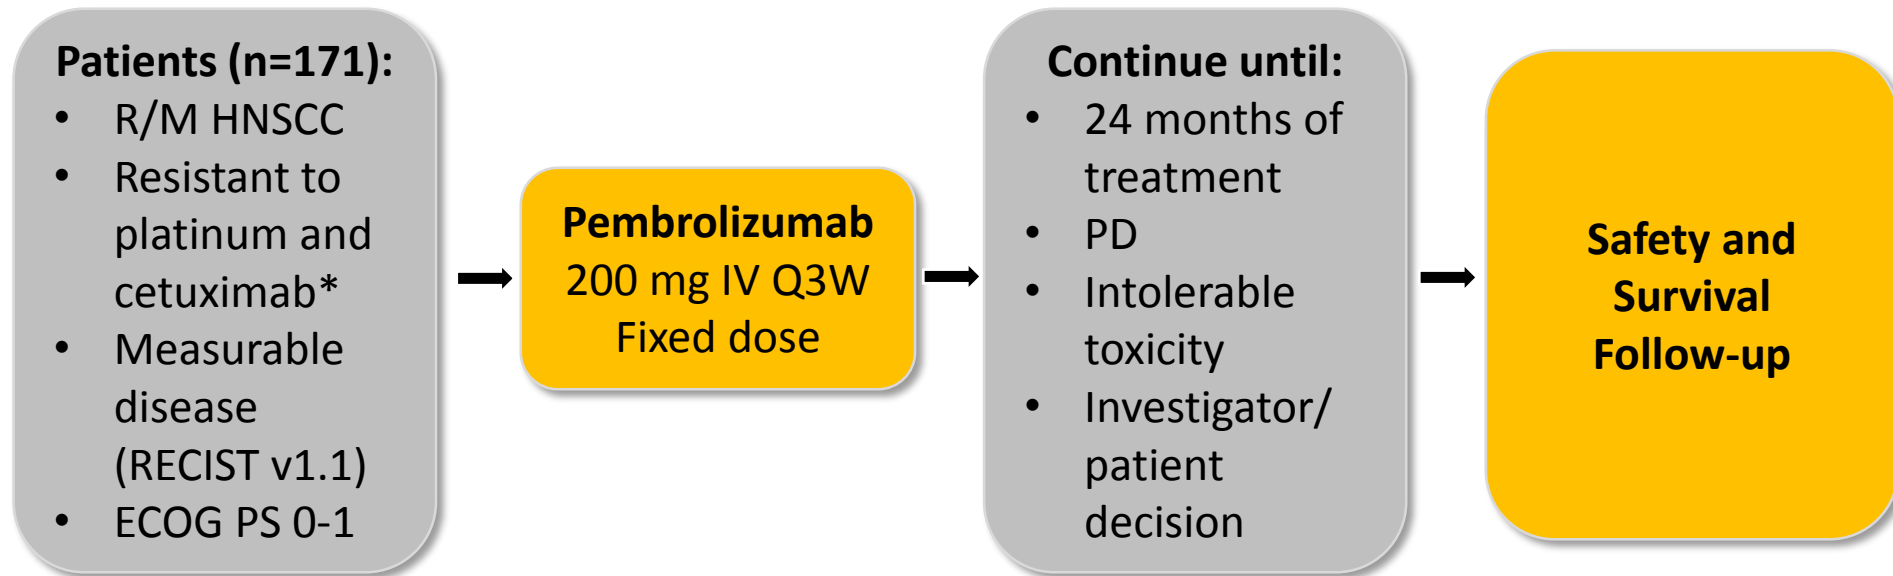 Patients (n=171):
• R/M HNSCC
• Resistant to
platinum and
cetuximab*
• Measurable
disease
(RECIST v1.1)
• ECOG PS 0-1
Pembrolizumab
200 mg IV Q3W
Fixed dose
Continue until:
• 24 months of
treatment
• PD
• Intolerable
toxicity
• Investigator/
patient
decision
Safety and
Survival
Follow-up